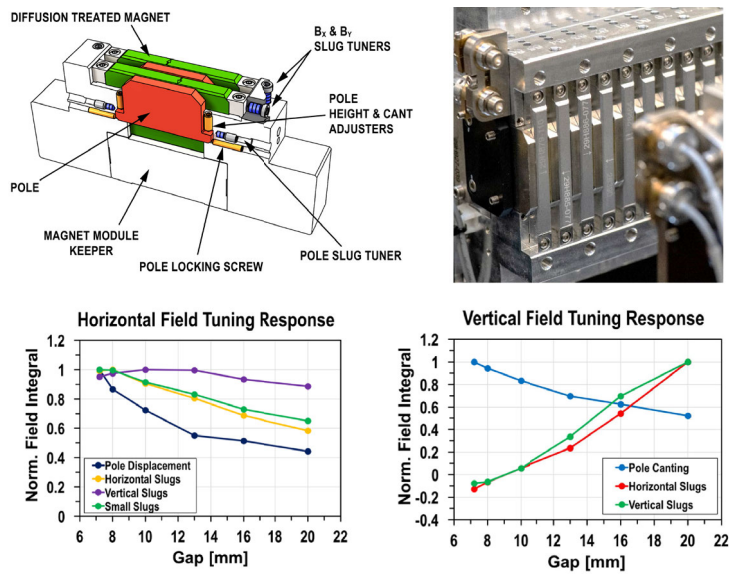 DIFFUSION TREATED MAGNET
Bx & By
SLUG TUNERS
POLE
HEIGHT & CANT
ADJUSTERS
POLE
MAGNET MODULE
KEEPER
POLE SLUG TUNER
POLE LOCKING SCREW
Horizontal Field Tuning Response
Norm. Field Integral
1.2
1
0.8
0.6
0.4
0.2
0
Pole Displacement
Horizontal Slugs
Vertical Slugs
Small Slugs
6 8 10 12 14 16 18 20 22
Gap [mm]
Vertical Field Tuning Response
Norm. Field Integral
1.2
1
0.8
0.6
0.4
0.2
0
-0.2
-0.4
Pole Canting
Horizontal Slugs
Vertical Slugs
6 8 10 12 14 16 18 20 22
Gap [mm]